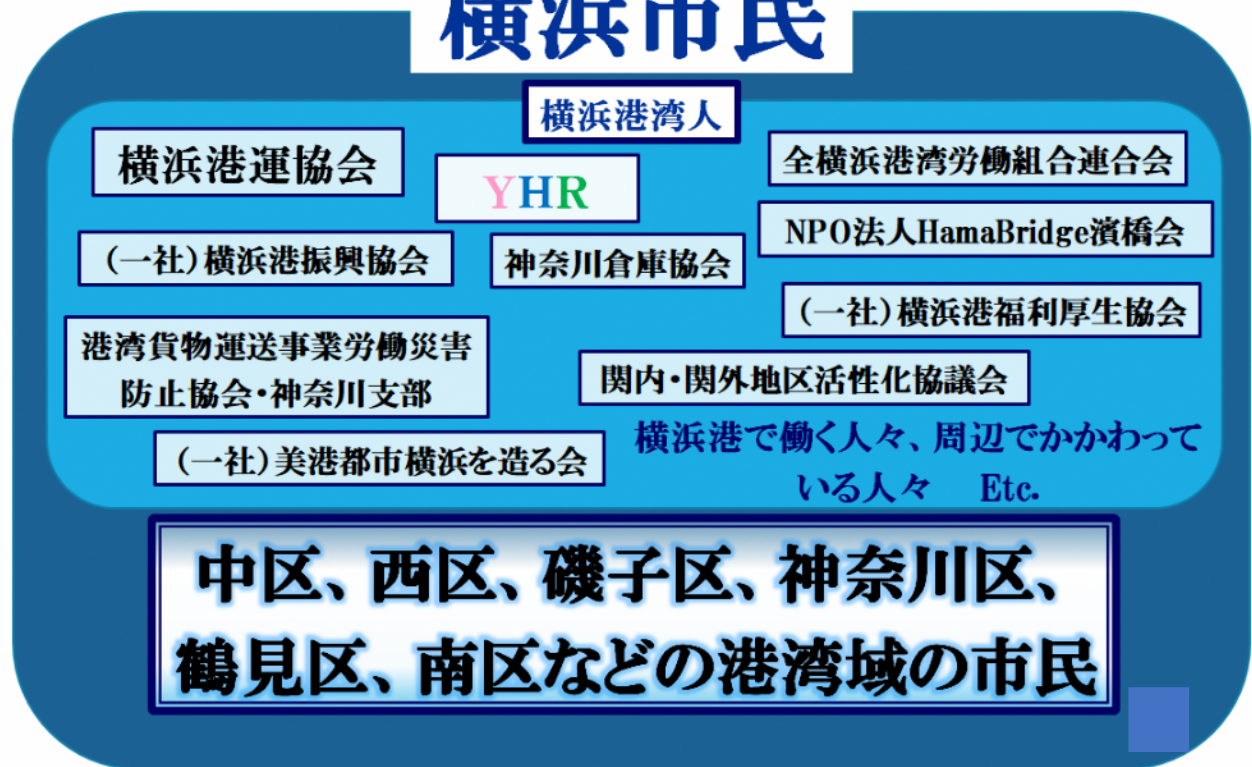 横浜市民
横浜港湾人
横浜港運協会
YHR
全横浜港湾労働組合連合会
(一社)横浜港振興協会
神奈川倉庫協会
NPO法人HamaBridge濱橋会
(一社)横浜港福利厚生協会
港湾貨物運送事業労働災害
防止協会・神奈川支部
関内・関外地区活性化協議会
(一社)美港都市横浜を造る会
横浜港で働く人々、周辺でかかわって
いる人々 Etc.
中区、西区、磯子区、神奈川区、
鶴見区、南区などの港湾域の市民